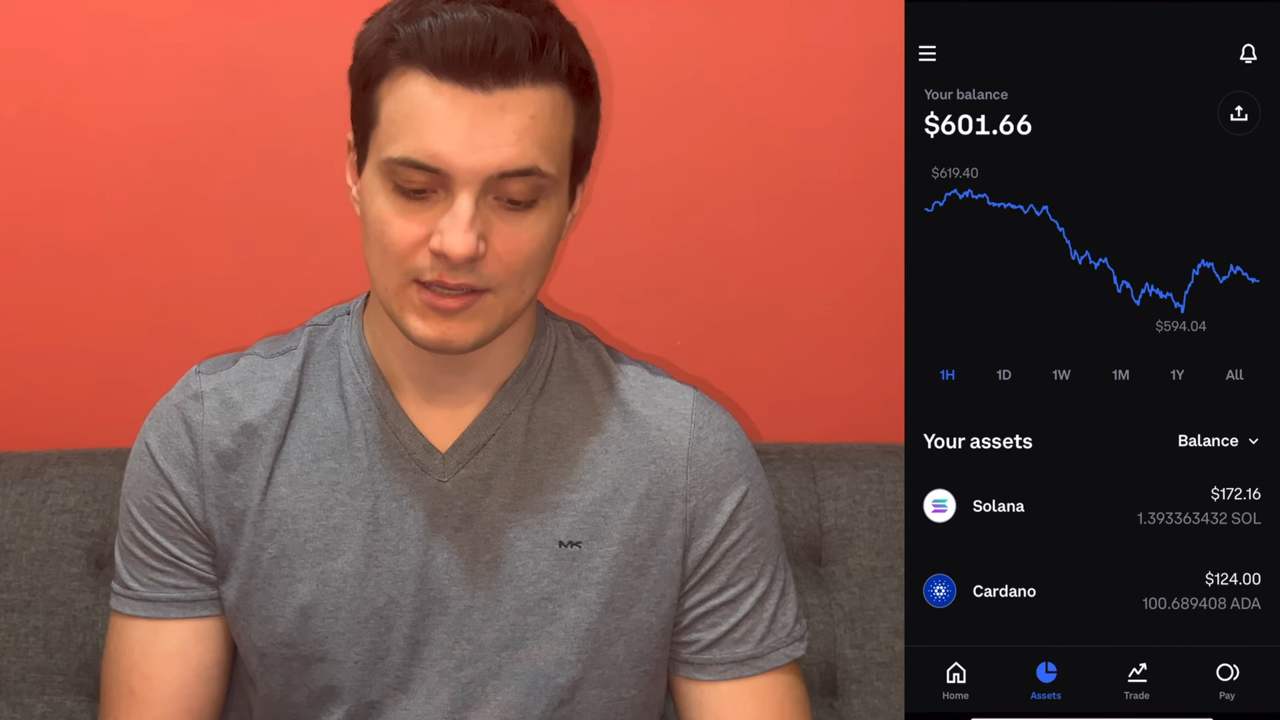 Your balance
$601.66
$619.40
$594.04
1H 1D 1W 1M 1Y All
Your assets Balance
Solana $172.16
1.393363432 SOL
Cardano $124.00
100.689408 ADA
Home Assets Trade Pay
MK